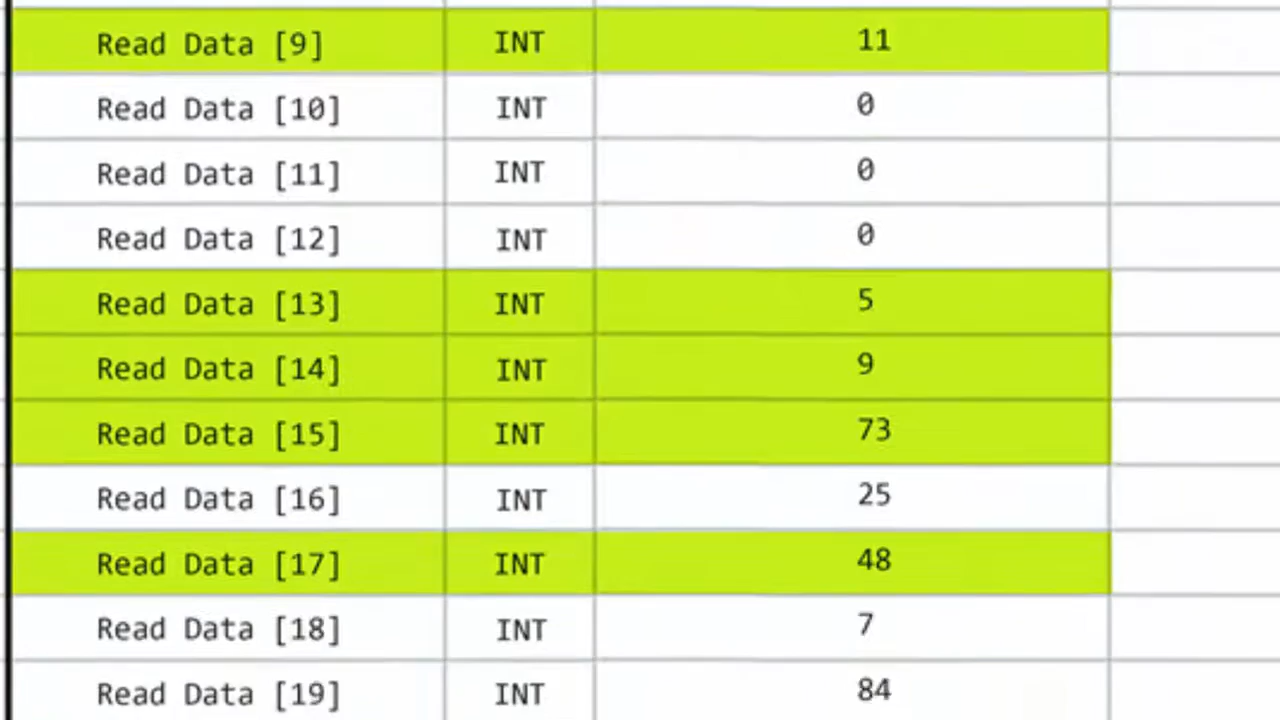 Read Data [9] INT 11
Read Data [10] INT 0
Read Data [11] INT 0
Read Data [12] INT 0
Read Data [13] INT 5
Read Data [14] INT 9
Read Data [15] INT 73
Read Data [16] INT 25
Read Data [17] INT 48
Read Data [18] INT 7
Read Data [19] INT 84